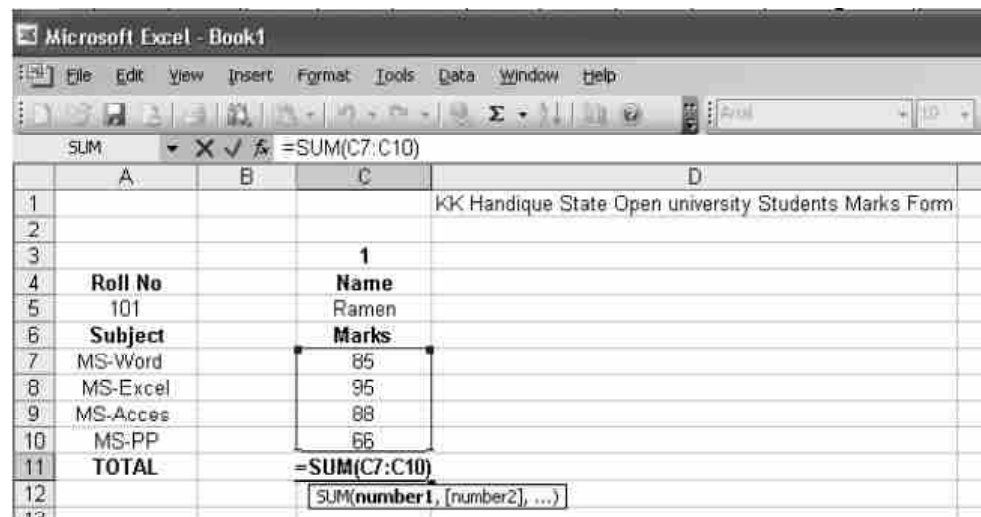 Microsoft Excel - Book1
File Edit View Insert Format Tools Data Window Help
Σ Arial 10
SUM fx =SUM(C7:C10)
A B C D
1 KK Handique State Open university Students Marks Form
2
3 1
4 Roll No Name
5 101 Ramen
6 Subject Marks
7 MS-Word 85
8 MS-Excel 95
9 MS-Acces 88
10 MS-PP 66
11 TOTAL =SUM(C7:C10)
12 SUM(number1, [number2], ...)